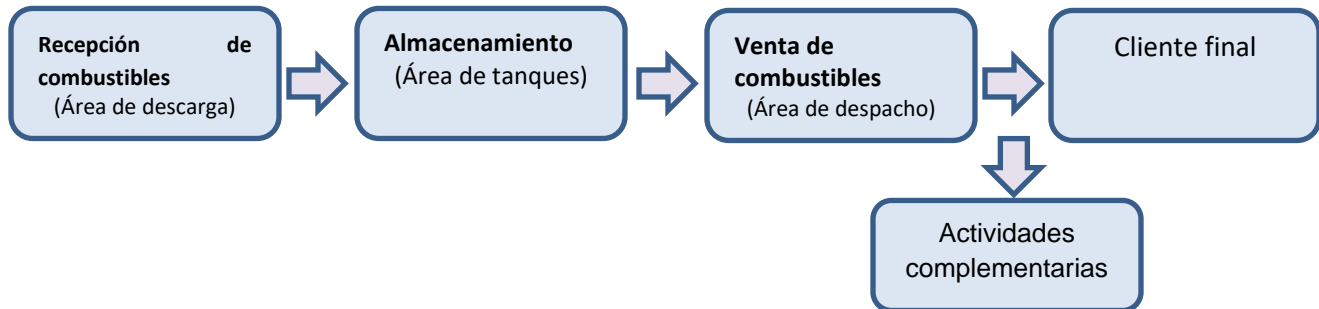 Recepción de
combustibles
(Área de descarga)
Almacenamiento
(Área de tanques)
Venta de
combustibles
(Área de despacho)
Cliente final
Actividades
complementarias